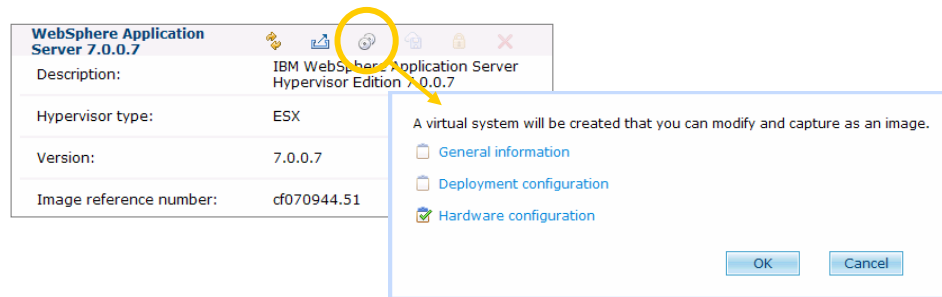 WebSphere Application
Server 7.0.0.7
Description:
IBM WebSphere Application Server
Hypervisor Edition 7.0.0.7
Hypervisor type:
ESX
Version:
7.0.0.7
Image reference number:
cf070944.51
A virtual system will be created that you can modify and capture as an image.
General information
Deployment configuration
Hardware configuration
OK
Cancel